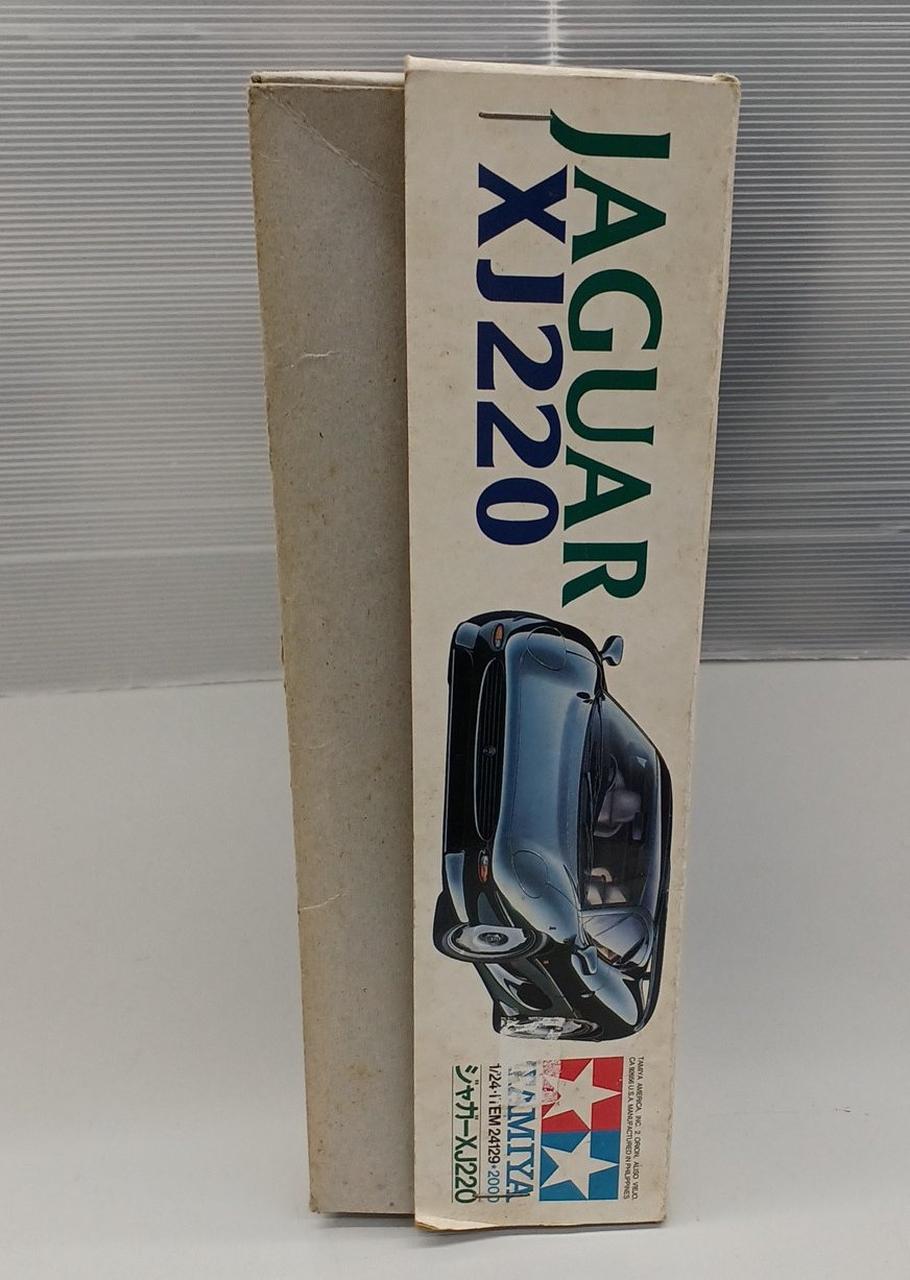 JAGUAR
XJ220
TAMIYA AMERICA, INC. 2 ORION, ALISO VIEJO,
CA 92656 U.S.A. MANUFACTURED IN PHILIPPINES
TAMIYA
1/24・ITEM 24129・2000
ジャガーXJ220